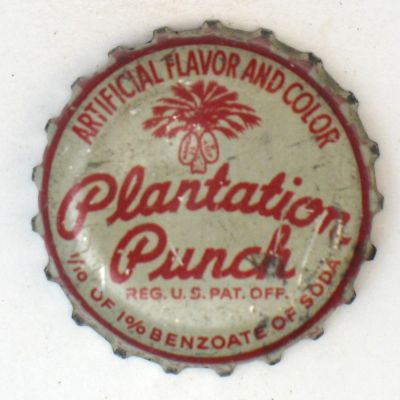 ARTIFICIAL FLAVOR AND COLOR
Plantation
Punch
REG. U.S. PAT. OFF.
1/10 OF 1% BENZOATE OF SODA